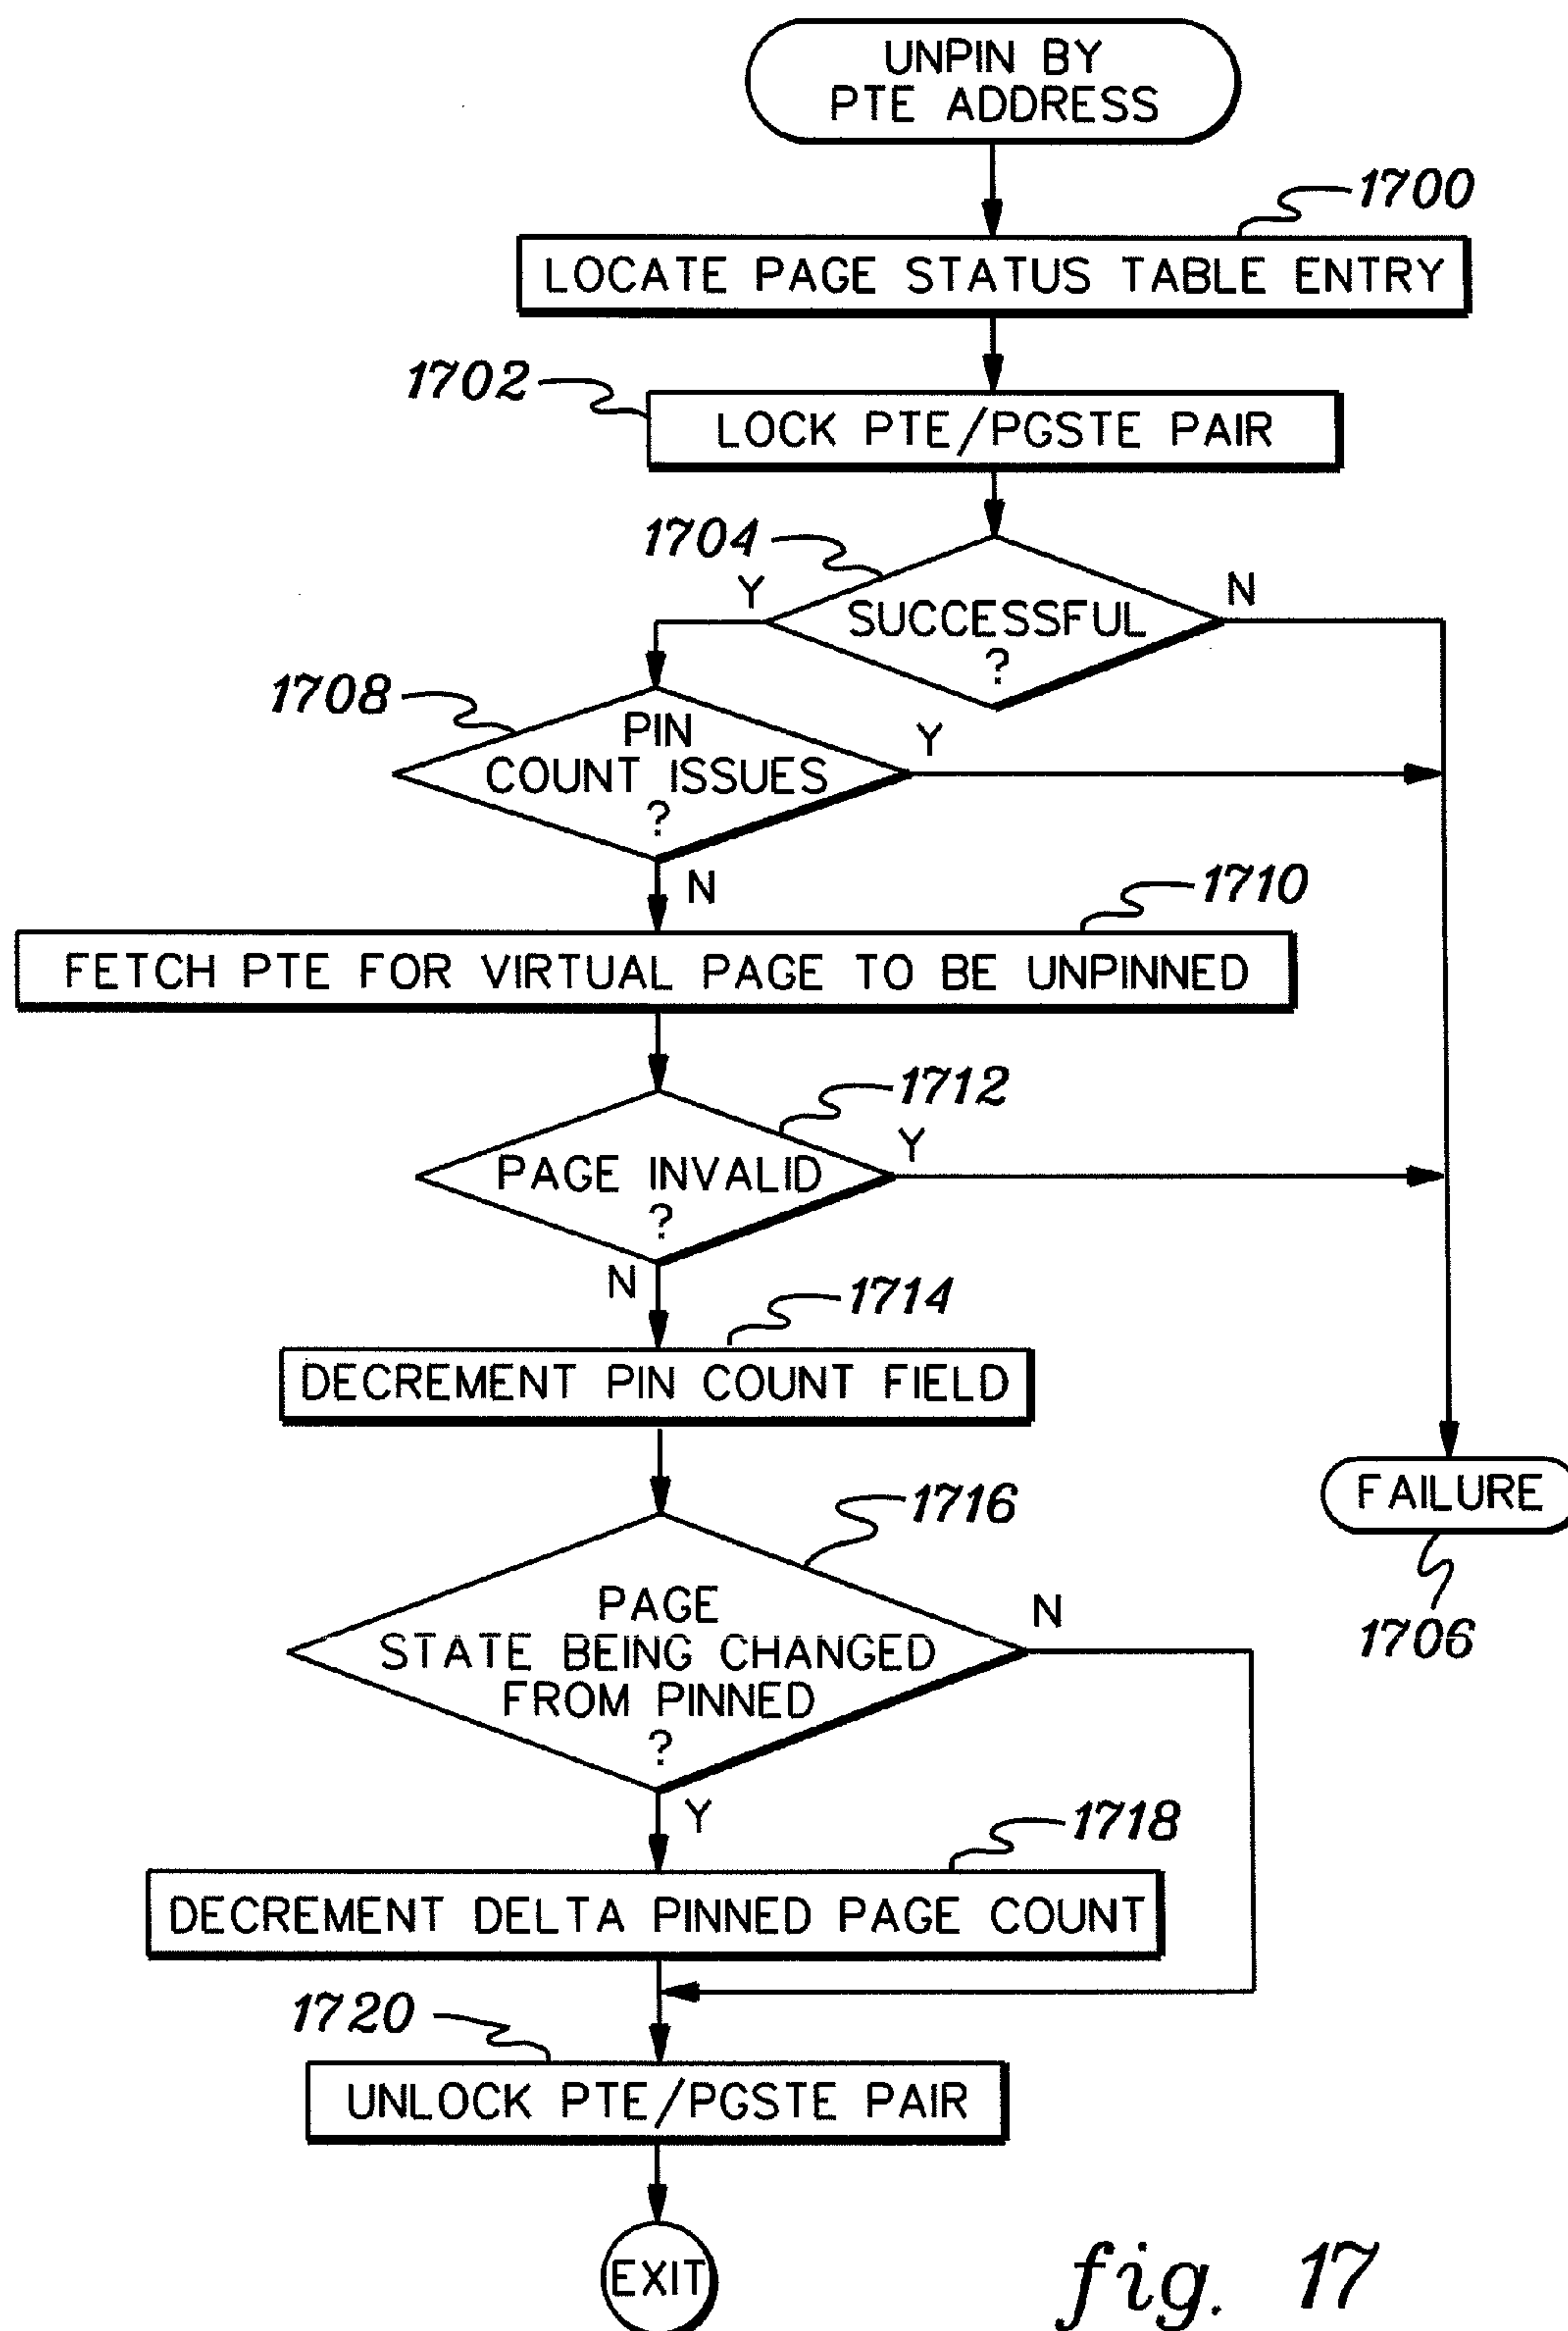 UNPIN BY
PTE ADDRESS
1700
LOCATE PAGE STATUS TABLE ENTRY
1702
LOCK PTE/PGSTE PAIR
1704
Y
N
SUCCESSFUL
?
1708
PIN
COUNT ISSUES
?
Y
N
1710
FETCH PTE FOR VIRTUAL PAGE TO BE UNPINNED
1712
Y
PAGE INVALID
?
N
1714
DECREMENT PIN COUNT FIELD
FAILURE
1706
1716
PAGE
STATE BEING CHANGED
FROM PINNED
?
N
Y
1718
DECREMENT DELTA PINNED PAGE COUNT
1720
UNLOCK PTE/PGSTE PAIR
EXIT
fig. 17